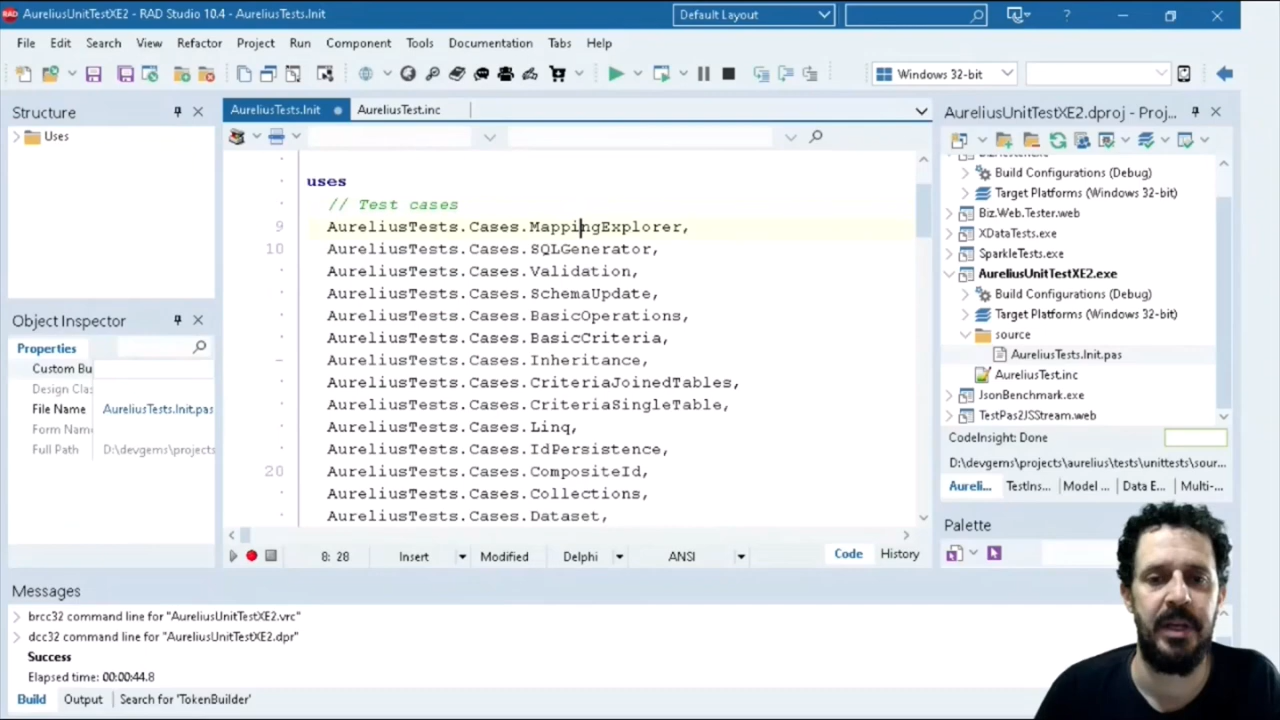 RAD AureliusUnitTestXE2 - RAD Studio 10.4 - AureliusTests.Init
Default Layout
?
File Edit Search View Refactor Project Run Component Tools Documentation Tabs Help
Windows 32-bit
Structure
Uses
AureliusTests.Init
AureliusTest.inc
uses
// Test cases
9 AureliusTests.Cases.MappingExplorer,
10 AureliusTests.Cases.SQLGenerator,
AureliusTests.Cases.Validation,
AureliusTests.Cases.SchemaUpdate,
AureliusTests.Cases.BasicOperations,
AureliusTests.Cases.BasicCriteria,
AureliusTests.Cases.Inheritance,
AureliusTests.Cases.CriteriaJoinedTables,
AureliusTests.Cases.CriteriaSingleTable,
AureliusTests.Cases.Linq,
AureliusTests.Cases.IdPersistence,
20 AureliusTests.Cases.CompositeId,
AureliusTests.Cases.Collections,
AureliusTests.Cases.Dataset,
8: 28 Insert Modified Delphi ANSI Code History
Object Inspector
Properties
Custom Bu
Design Clas
File Name AureliusTests.Init.pas
Form Nam
Full Path D:\devgems\projects
AureliusUnitTestXE2.dproj - Proj...
Build Configurations (Debug)
Target Platforms (Windows 32-bit)
Biz.Web.Tester.web
XDataTests.exe
SparkleTests.exe
AureliusUnitTestXE2.exe
Build Configurations (Debug)
Target Platforms (Windows 32-bit)
source
AureliusTests.Init.pas
AureliusTest.inc
JsonBenchmark.exe
TestPas2JSStream.web
CodeInsight: Done
D:\devgems\projects\aurelius\tests\unittests\sour...
Aureli... TestIns... Model ... Data E... Multi-...
Palette
Messages
brcc32 command line for "AureliusUnitTestXE2.vrc"
dcc32 command line for "AureliusUnitTestXE2.dpr"
Success
Elapsed time: 00:00:44.8
Build Output Search for 'TokenBuilder'